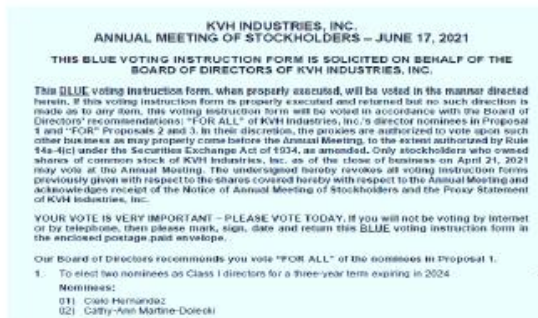 KVH INDUSTRIES, INC.
ANNUAL MEETING OF STOCKHOLDERS – JUNE 17, 2021
THIS BLUE VOTING INSTRUCTION FORM IS SOLICITED ON BEHALF OF THE
BOARD OF DIRECTORS OF KVH INDUSTRIES, INC.
This BLUE voting instruction form, when properly executed, will be voted in the manner directed
herein. If this voting instruction form is properly executed and returned but no such direction is
made as to any item, this voting instruction form will be voted in accordance with the Board of
Directors' recommendations: "FOR ALL" of KVH Industries, Inc.'s director nominees in Proposal
1 and "FOR" Proposals 2 and 3. In their discretion, the proxies are authorized to vote upon such
other business as may properly come before the Annual Meeting, to the extent authorized by Rule
14a-4(c) under the Securities Exchange Act of 1934, as amended. Only stockholders who owned
shares of common stock of KVH Industries, Inc. as of the close of business on April 21, 2021
may vote at the Annual Meeting. The undersigned hereby revokes all voting instruction forms
previously given with respect to the shares covered hereby with respect to the Annual Meeting and
acknowledges receipt of the Notice of Annual Meeting of Stockholders and the Proxy Statement
of KVH Industries, Inc.
YOUR VOTE IS VERY IMPORTANT – PLEASE VOTE TODAY. If you will not be voting by internet
or by telephone, then please mark, sign, date and return this BLUE voting instruction form in
the enclosed postage paid envelope.
Our Board of Directors recommends you vote "FOR ALL" of the nominees in Proposal 1.
1. To elect two nominees as Class I directors for a three-year term expiring in 2024
Nominees:
01) Cielo Hernandez
02) Cathy-Ann Martine-Dolecki